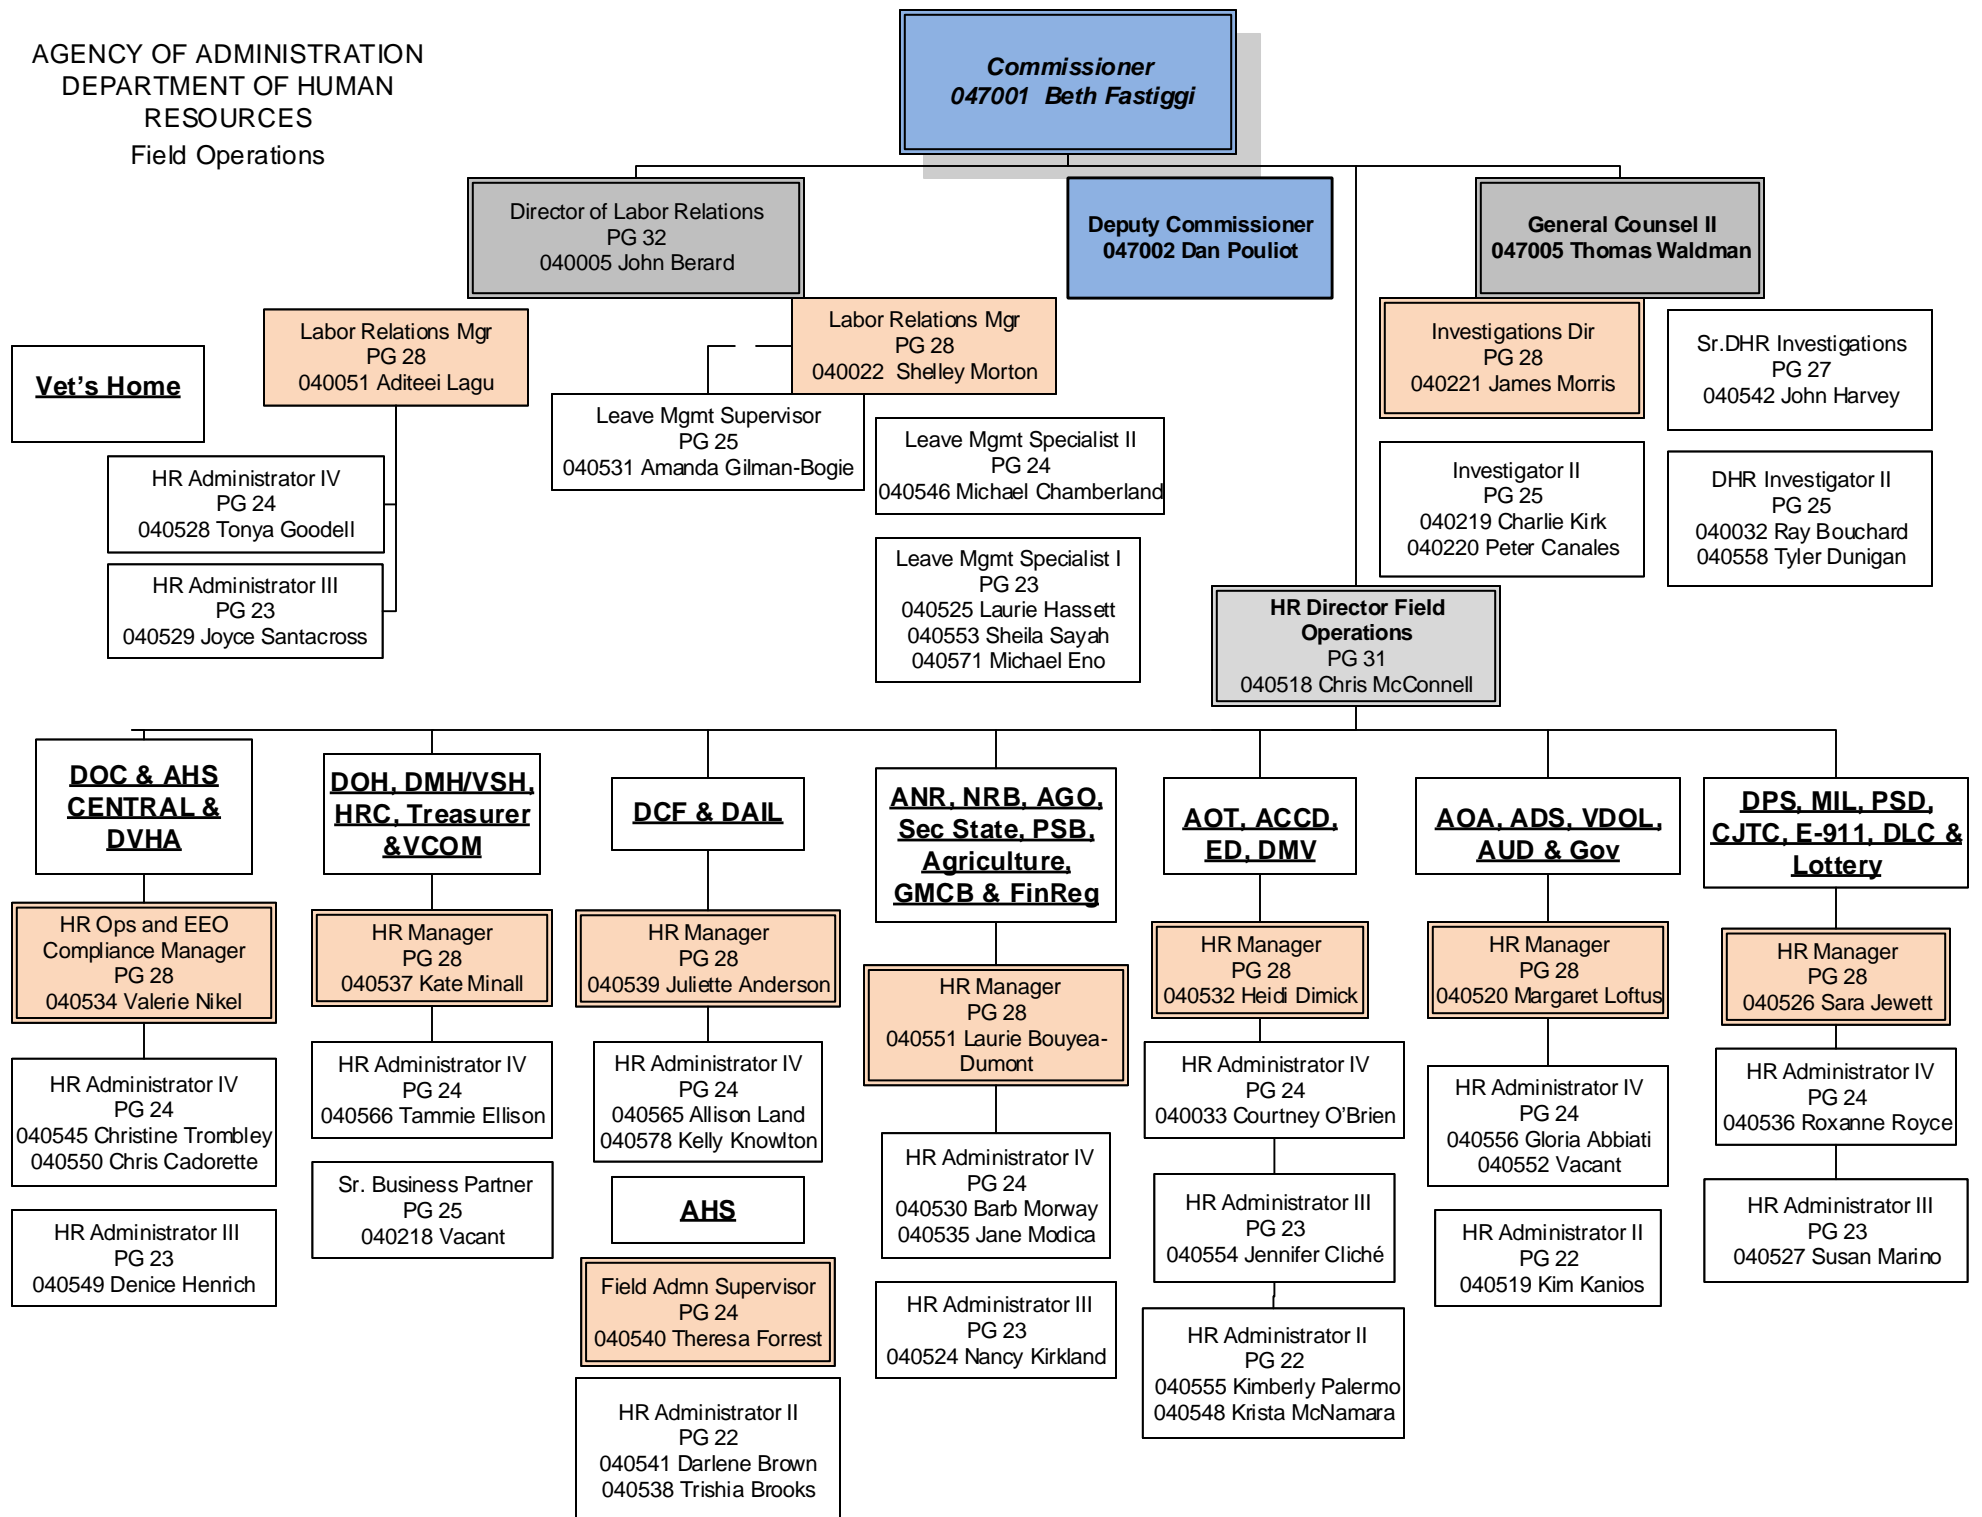 AGENCY OF ADMINISTRATION
DEPARTMENT OF HUMAN
RESOURCES
Field Operations
Commissioner
047001  Beth Fastiggi
Director of Labor Relations
PG 32
040005 John Berard
Deputy Commissioner
047002 Dan Pouliot
General Counsel II
047005 Thomas Waldman
Labor Relations Mgr
PG 28
040051 Aditeei Lagu
Labor Relations Mgr
PG 28
040022  Shelley Morton
Investigations Dir
PG 28
040221 James Morris
Sr.DHR Investigations
PG 27
040542 John Harvey
Vet's Home
Leave Mgmt Supervisor
PG 25
040531 Amanda Gilman-Bogie
Leave Mgmt Specialist II
PG 24
040546 Michael Chamberland
HR Administrator IV
PG 24
040528 Tonya Goodell
Investigator II
PG 25
040219 Charlie Kirk
040220 Peter Canales
DHR Investigator II
PG 25
040032 Ray Bouchard
040558 Tyler Dunigan
HR Administrator III
PG 23
040529 Joyce Santacross
Leave Mgmt Specialist I
PG 23
040525 Laurie Hassett
040553 Sheila Sayah
040571 Michael Eno
HR Director Field
Operations
PG 31
040518 Chris McConnell
DOC & AHS
CENTRAL &
DVHA
HR Ops and EEO
Compliance Manager
PG 28
040534 Valerie Nikel
HR Administrator IV
PG 24
040545 Christine Trombley
040550 Chris Cadorette
HR Administrator III
PG 23
040549 Denice Henrich
DOH, DMH/VSH,
HRC, Treasurer
&VCOM
HR Manager
PG 28
040537 Kate Minall
HR Administrator IV
PG 24
040566 Tammie Ellison
Sr. Business Partner
PG 25
040218 Vacant
DCF & DAIL
HR Manager
PG 28
040539 Juliette Anderson
HR Administrator IV
PG 24
040565 Allison Land
040578 Kelly Knowlton
AHS
Field Admn Supervisor
PG 24
040540 Theresa Forrest
HR Administrator II
PG 22
040541 Darlene Brown
040538 Trishia Brooks
ANR, NRB, AGO,
Sec State, PSB,
Agriculture,
GMCB & FinReg
HR Manager
PG 28
040551 Laurie Bouyea-
Dumont
HR Administrator IV
PG 24
040530 Barb Morway
040535 Jane Modica
HR Administrator III
PG 23
040524 Nancy Kirkland
AOT, ACCD,
ED, DMV
HR Manager
PG 28
040532 Heidi Dimick
HR Administrator IV
PG 24
040033 Courtney O’Brien
HR Administrator III
PG 23
040554 Jennifer Cliché
HR Administrator II
PG 22
040555 Kimberly Palermo
040548 Krista McNamara
AOA, ADS, VDOL,
AUD & Gov
HR Manager
PG 28
040520 Margaret Loftus
HR Administrator IV
PG 24
040556 Gloria Abbiati
040552 Vacant
HR Administrator II
PG 22
040519 Kim Kanios
DPS, MIL, PSD,
CJTC, E-911, DLC &
Lottery
HR Manager
PG 28
040526 Sara Jewett
HR Administrator IV
PG 24
040536 Roxanne Royce
HR Administrator III
PG 23
040527 Susan Marino